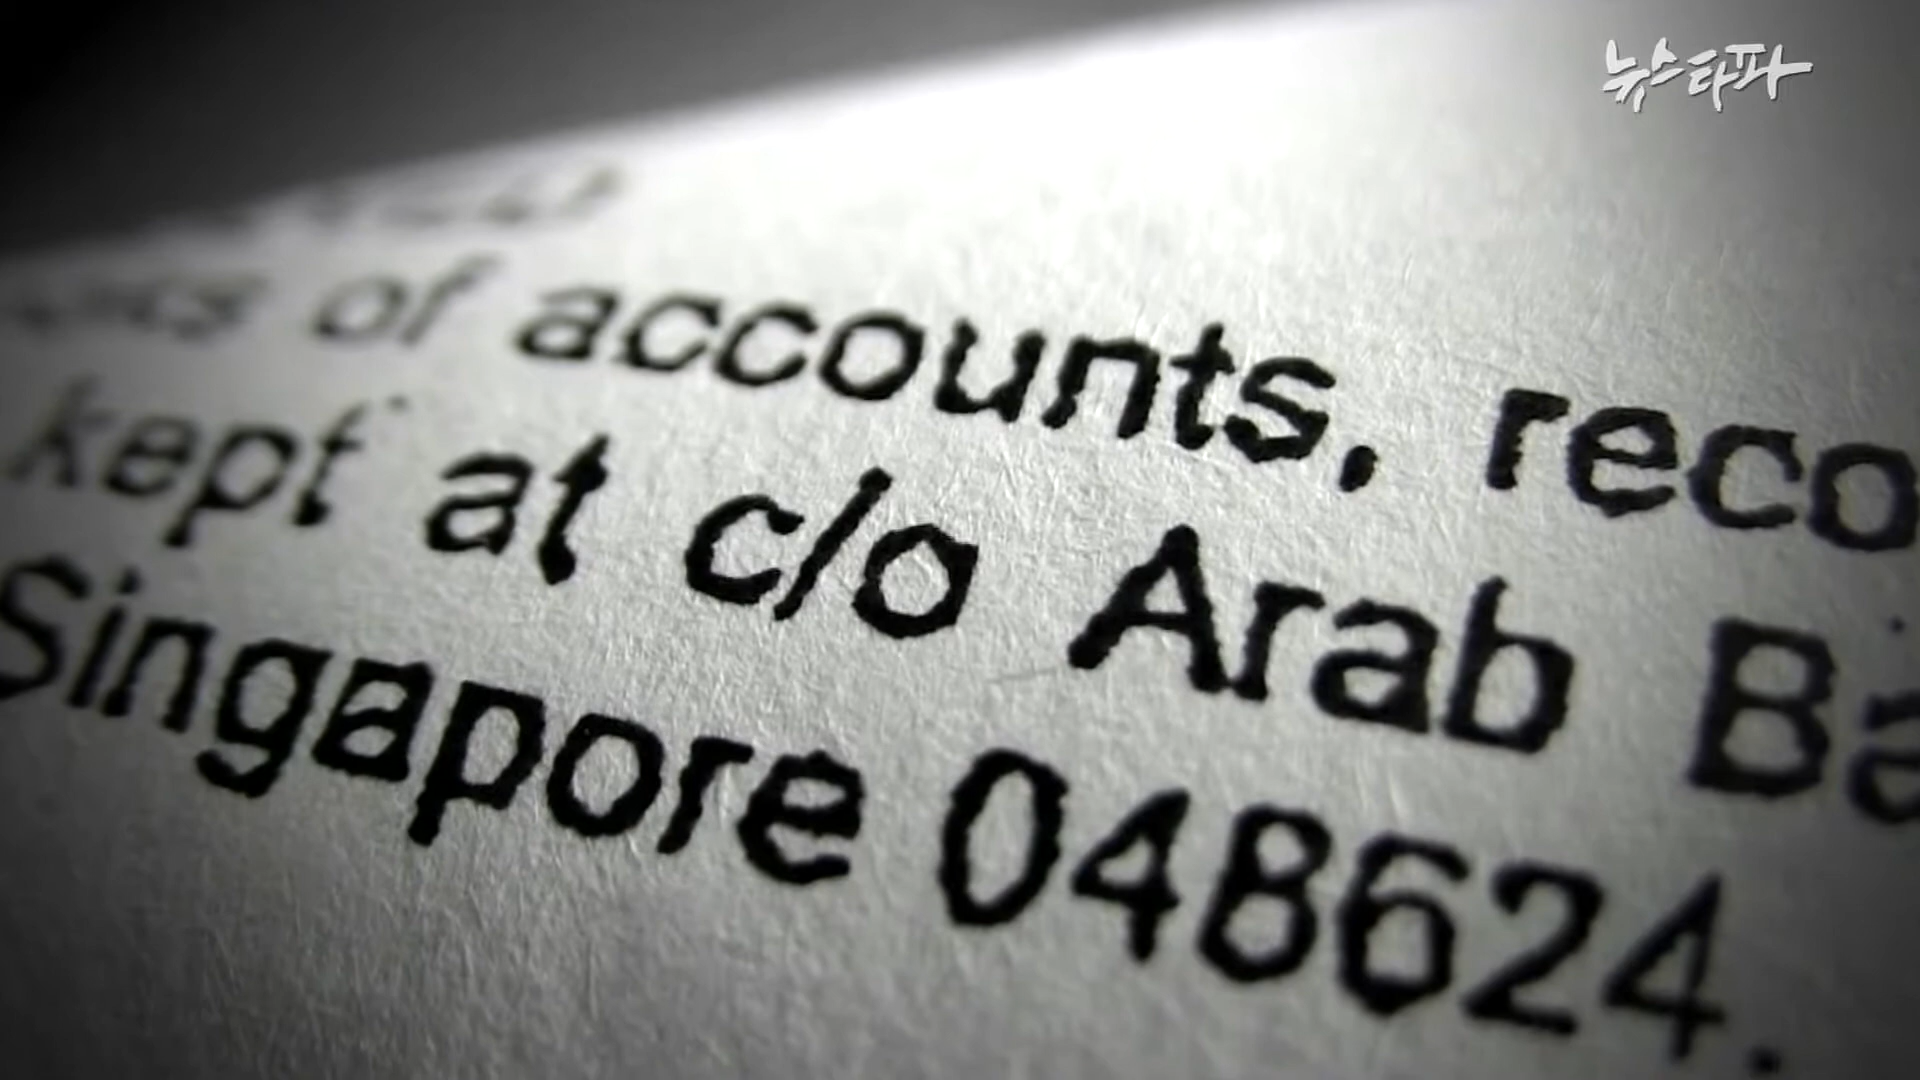 뉴스타파
of accounts, reco
kept at c/o Arab Ba
Singapore 048624.